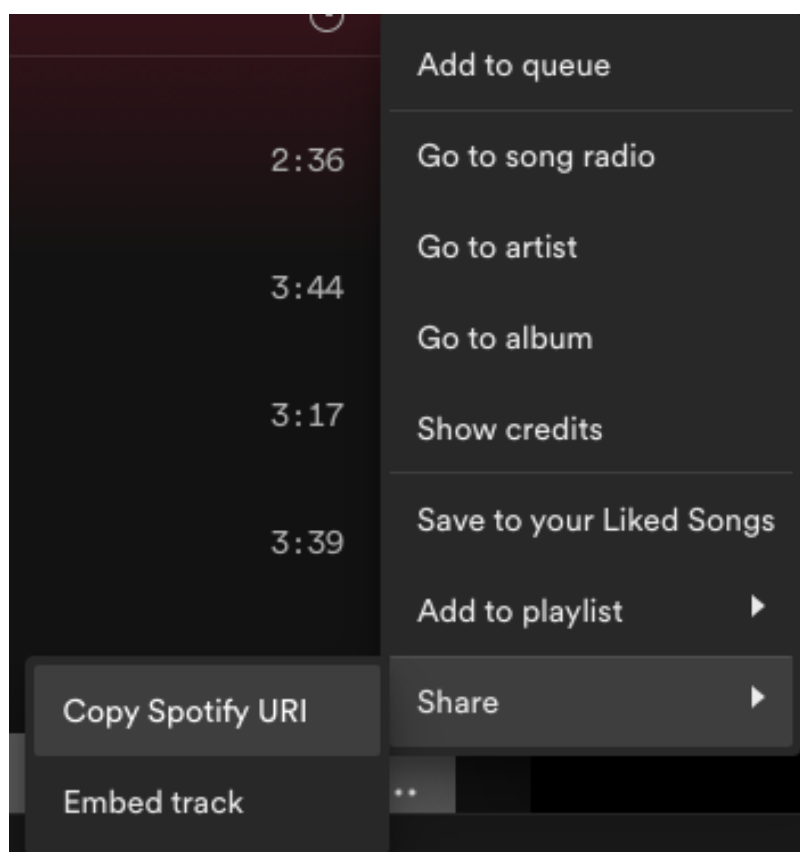 2:36
3:44
3:17
3:39
Add to queue
Go to song radio
Go to artist
Go to album
Show credits
Save to your Liked Songs
Add to playlist
Share
Copy Spotify URI
Embed track